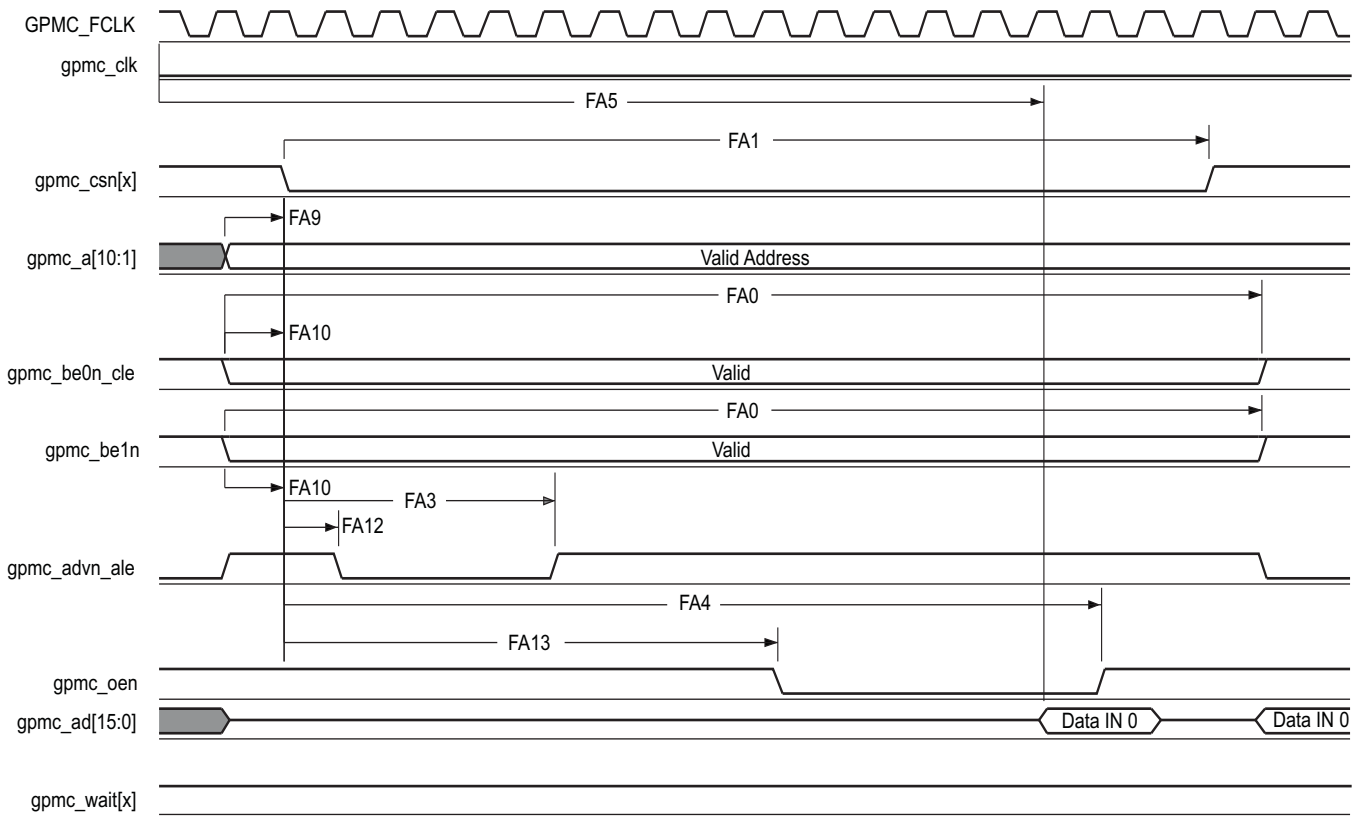 GPMC_FCLK
gpmc_clk
FA5
FA1
gpmc_csn[x]
FA9
gpmc_a[10:1]
Valid Address
FA0
FA10
gpmc_be0n_cle
Valid
FA0
gpmc_be1n
Valid
FA10
FA3
FA12
gpmc_advn_ale
FA4
FA13
gpmc_oen
gpmc_ad[15:0]
Data IN 0
Data IN 0
gpmc_wait[x]